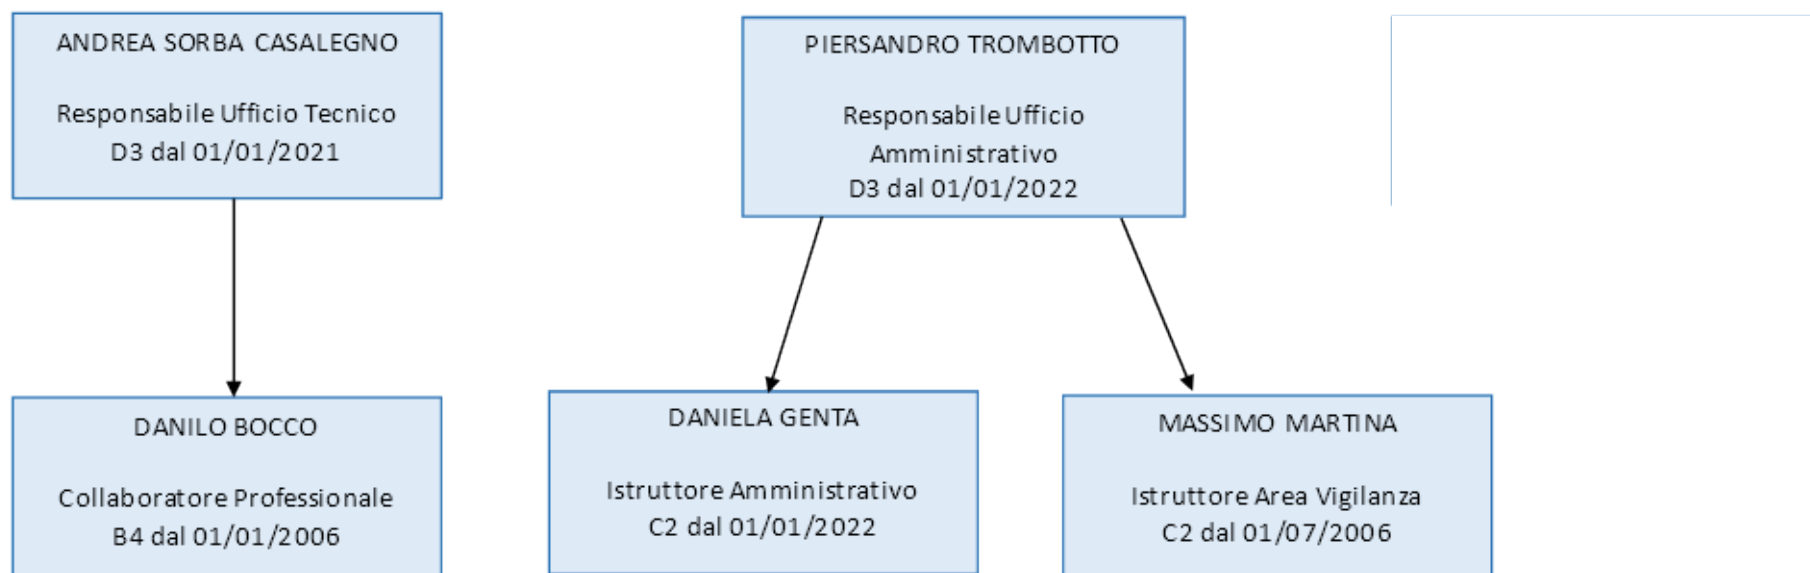 ANDREA SORBA CASALEGNO
Responsabile Ufficio Tecnico
D3 dal 01/01/2021
PIERSANDRO TROMBOTTO
Responsabile Ufficio
Amministrativo
D3 dal 01/01/2022
DANILO BOCCO
Collaboratore Professionale
B4 dal 01/01/2006
DANIELA GENTA
Istruttore Amministrativo
C2 dal 01/01/2022
MASSIMO MARTINA
Istruttore Area Vigilanza
C2 dal 01/07/2006